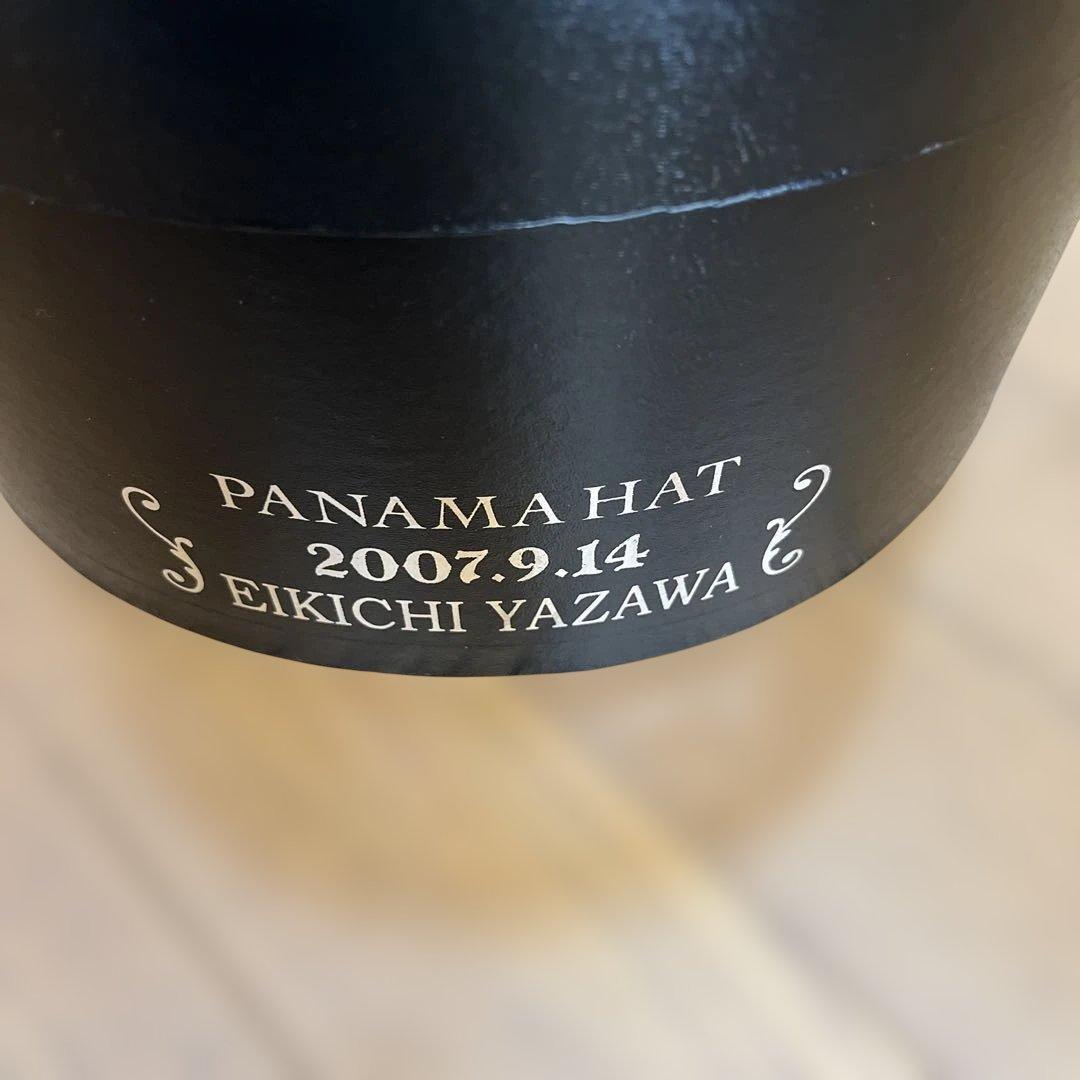 PANAMA HAT
2007.9.14
EIKICHI YAZAWA